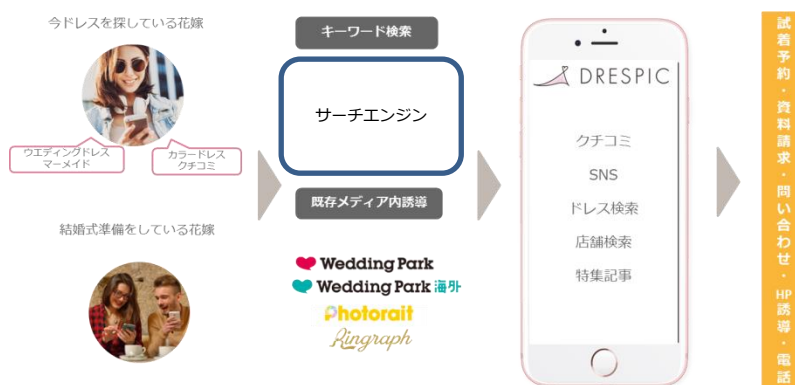 今ドレスを探している花嫁
ウエディングドレス
マーメイド
カラードレス
クチコミ
結婚式準備をしている花嫁
キーワード検索
サーチエンジン
既存メディア内誘導
Wedding Park
Wedding Park 海外
Photorait
Ringraph
DRESPIC
クチコミ
SNS
ドレス検索
店舗検索
特集記事
試着予約・資料請求・問い合わせ・HP誘導・電話